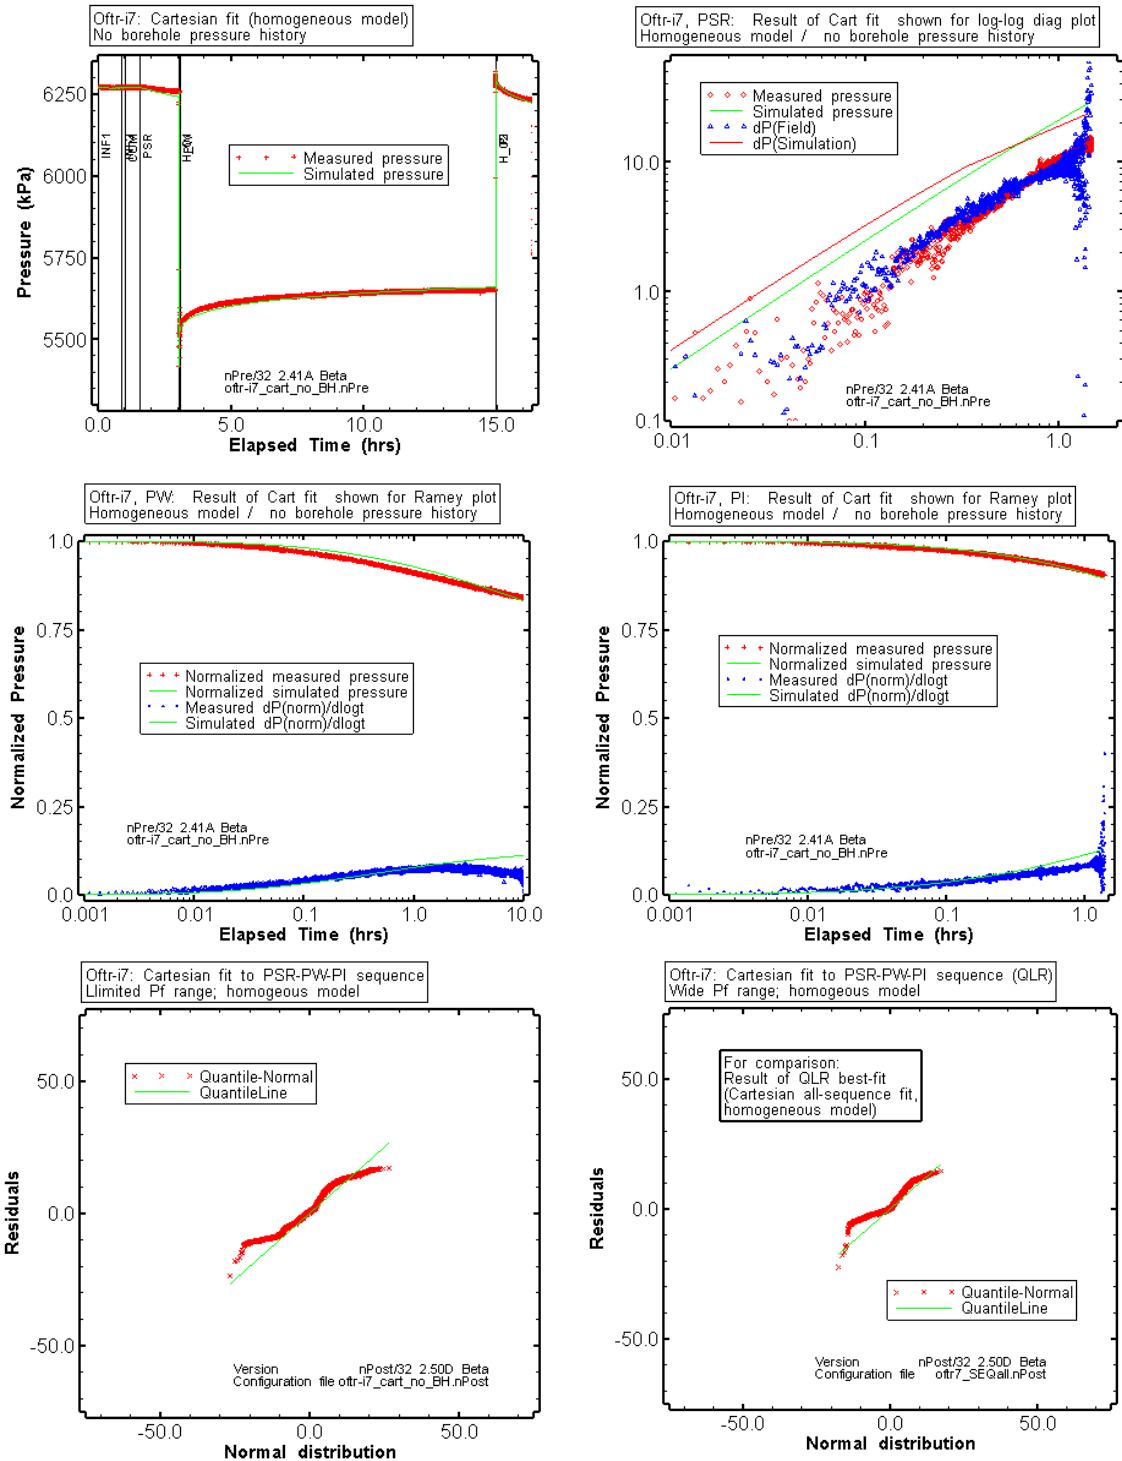 Oftr-i7: Cartesian fit (homogeneous model)
No borehole pressure history
6250
6000
5750
5500
Pressure (kPa)
INF1
PSR
Measured pressure
Simulated pressure
nPre/32 2.41A Beta
oftr-i7_cart_no_BH.nPre
0.0
5.0
10.0
15.0
Elapsed Time (hrs)
Oftr-i7, PSR: Result of Cart fit shown for log-log diag plot
Homogeneous model / no borehole pressure history
Measured pressure
Simulated pressure
dP(Field)
dP(Simulation)
10.0
1.0
0.1
nPre/32 2.41A Beta
oftr-i7_cart_no_BH.nPre
0.01
0.1
1.0
Elapsed Time (hrs)
Oftr-i7, PW: Result of Cart fit shown for Ramey plot
Homogeneous model / no borehole pressure history
1.0
0.75
0.5
0.25
0.0
Normalized Pressure
Normalized measured pressure
Normalized simulated pressure
Measured dP(norm)/dlogt
Simulated dP(norm)/dlogt
nPre/32 2.41A Beta
oftr-i7_cart_no_BH.nPre
0.001
0.01
0.1
1.0
10.0
Elapsed Time (hrs)
Oftr-i7, PI: Result of Cart fit shown for Ramey plot
Homogeneous model / no borehole pressure history
1.0
0.75
0.5
0.25
0.0
Normalized Pressure
Normalized measured pressure
Normalized simulated pressure
Measured dP(norm)/dlogt
Simulated dP(norm)/dlogt
nPre/32 2.41A Beta
oftr-i7_cart_no_BH.nPre
0.001
0.01
0.1
1.0
Elapsed Time (hrs)
Oftr-i7: Cartesian fit to PSR-PW-PI sequence
Llimited Pf range; homogeous model
50.0
0.0
-50.0
Residuals
Quantile-Normal
QuantileLine
Version nPost/32 2.50D Beta
Configuration file oftr-i7_cart_no_BH.nPost
-50.0
0.0
50.0
Normal distribution
Oftr-i7: Cartesian fit to PSR-PW-PI sequence (QLR)
Wide Pf range; homogeous model
50.0
0.0
-50.0
Residuals
For comparison:
Result of QLR best-fit
(Cartesian all-sequence fit,
homogeneous model)
Quantile-Normal
QuantileLine
Version nPost/32 2.50D Beta
Configuration file oftr7_SEQall.nPost
-50.0
0.0
50.0
Normal distribution